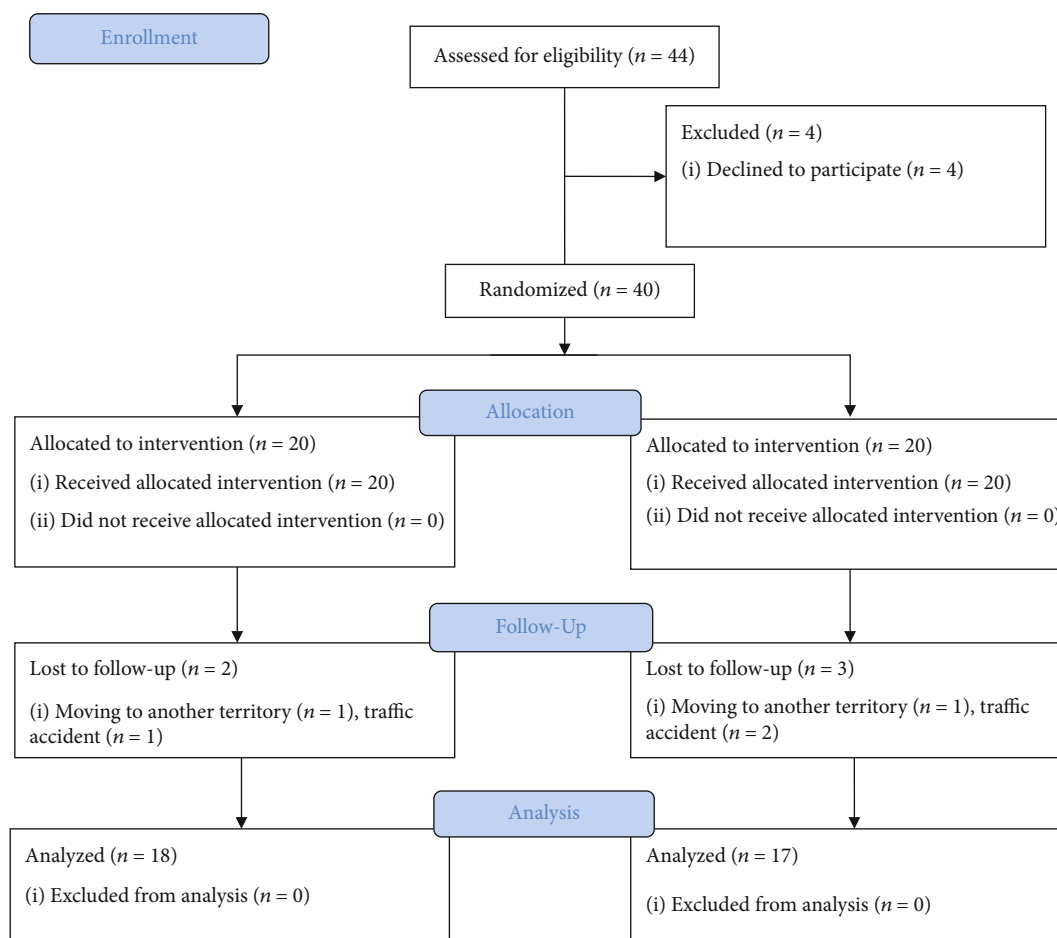 Enrollment
Assessed for eligibility (n = 44)
Excluded (n = 4)
(i) Declined to participate (n = 4)
Randomized (n = 40)
Allocation
Allocated to intervention (n = 20)
(i) Received allocated intervention (n = 20)
(ii) Did not receive allocated intervention (n = 0)
Allocated to intervention (n = 20)
(i) Received allocated intervention (n = 20)
(ii) Did not receive allocated intervention (n = 0)
Follow-Up
Lost to follow-up (n = 2)
(i) Moving to another territory (n = 1), traffic
accident (n = 1)
Lost to follow-up (n = 3)
(i) Moving to another territory (n = 1), traffic
accident (n = 2)
Analysis
Analyzed (n = 18)
(i) Excluded from analysis (n = 0)
Analyzed (n = 17)
(i) Excluded from analysis (n = 0)